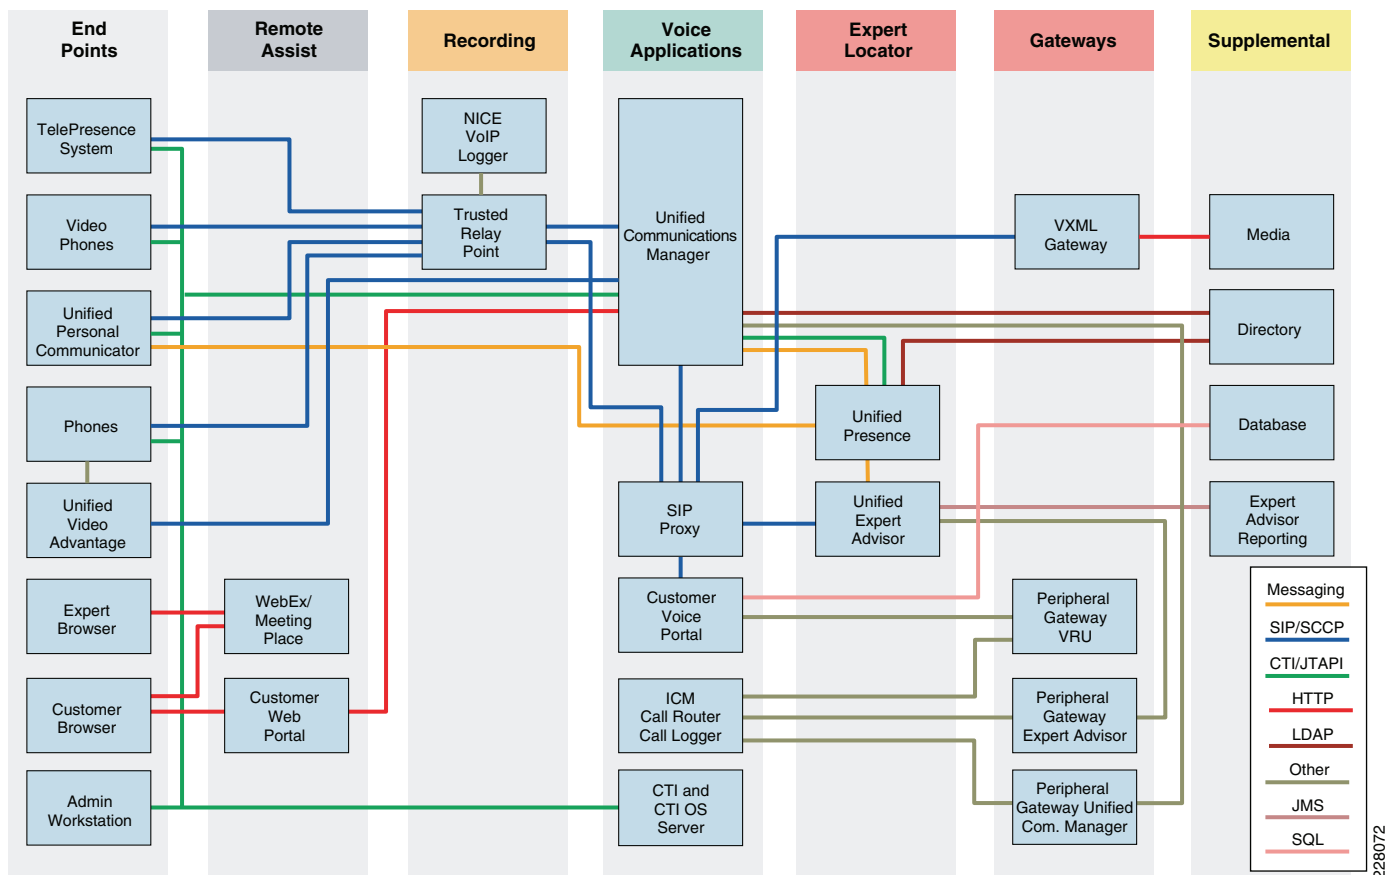 End
Points
Remote
Assist
Recording
Voice
Applications
Expert
Locator
Gateways
Supplemental
TelePresence
System
Video
Phones
Unified
Personal
Communicator
Phones
Unified
Video
Advantage
Expert
Browser
Customer
Browser
Admin
Workstation
WebEx/
Meeting
Place
Customer
Web
Portal
NICE
VoIP
Logger
Trusted
Relay
Point
Unified
Communications
Manager
SIP
Proxy
Customer
Voice
Portal
ICM
Call Router
Call Logger
CTI and
CTI OS
Server
Unified
Presence
Unified
Expert
Advisor
VXML
Gateway
Peripheral
Gateway
VRU
Peripheral
Gateway
Expert Advisor
Peripheral
Gateway Unified
Com. Manager
Media
Directory
Database
Expert
Advisor
Reporting
Messaging
SIP/SCCP
CTI/JTAPI
HTTP
LDAP
Other
JMS
SQL
228072